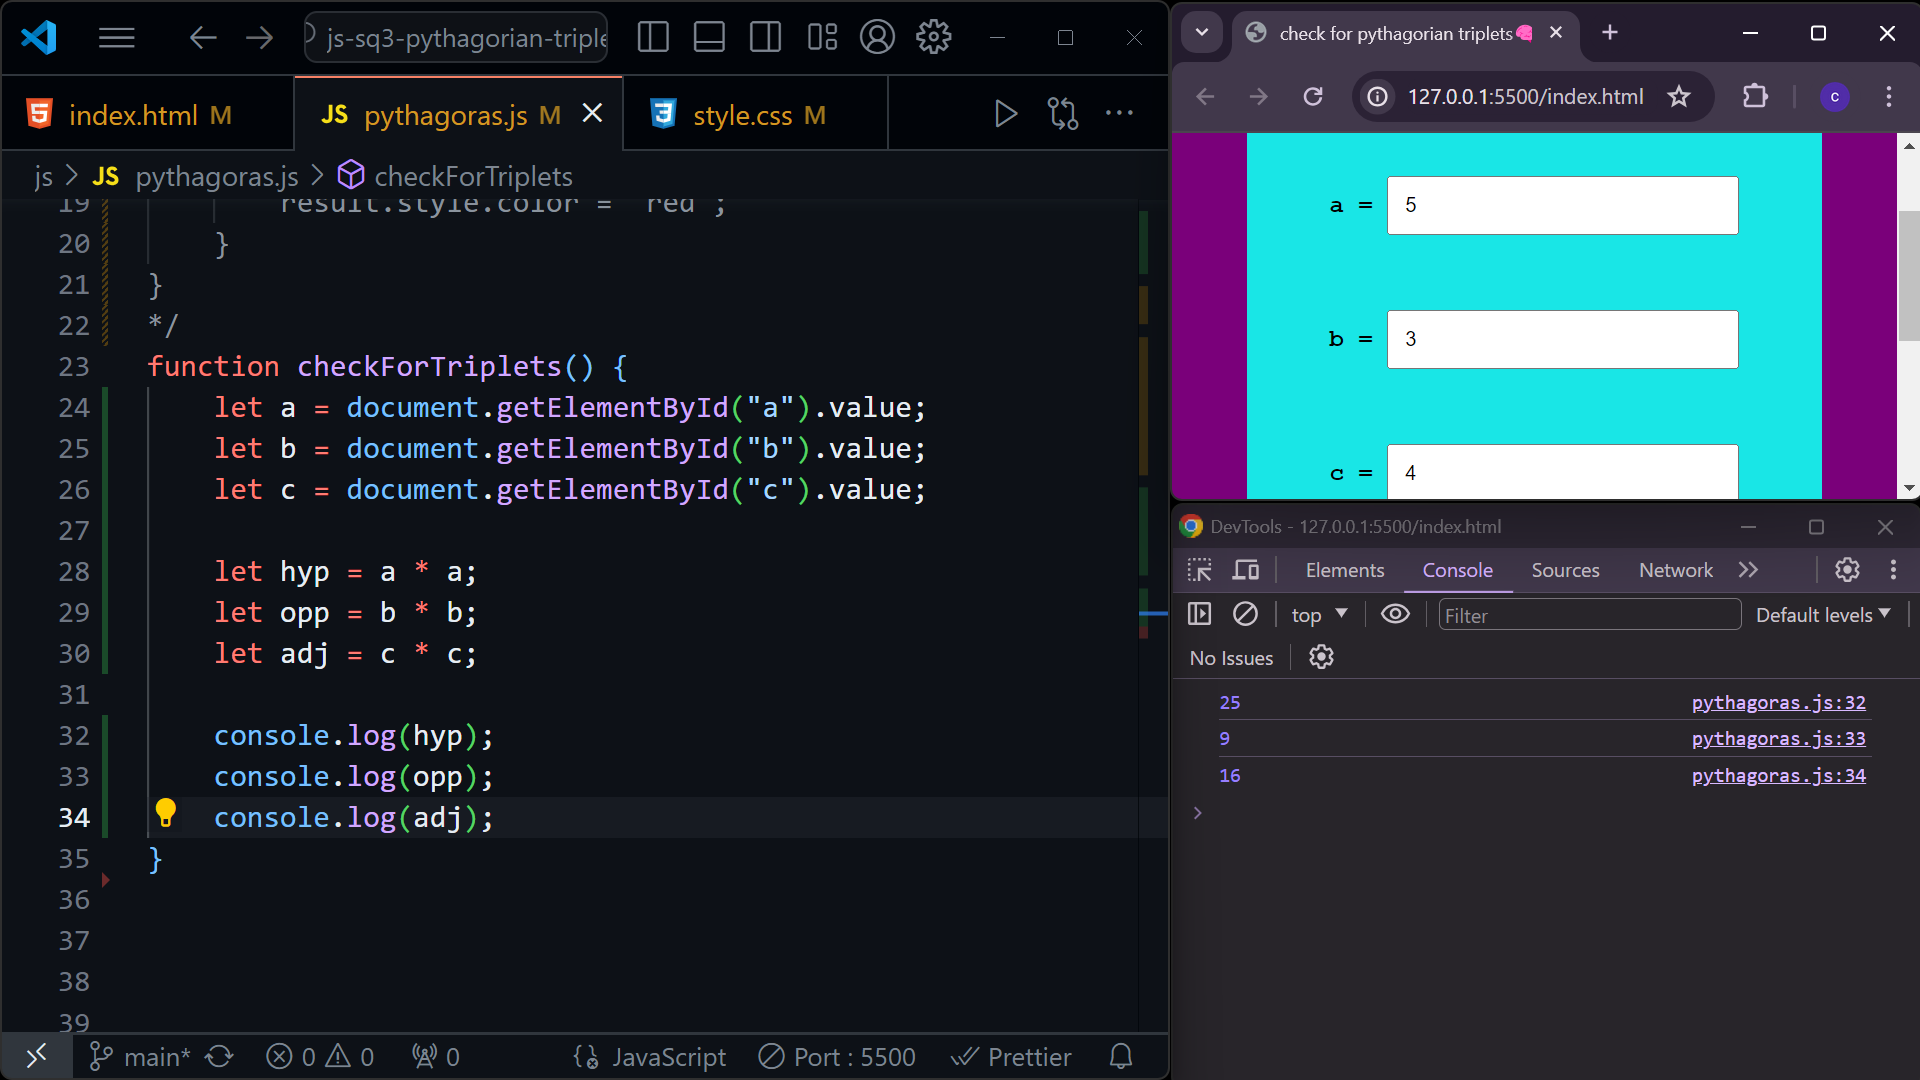 js-sq3-pythagorian-triple
index.html M
JS pythagoras.js M
style.css M
js > JS pythagoras.js > checkForTriplets
19 result.style.color = "red";
20 }
21 }
22 */
23 function checkForTriplets() {
24 let a = document.getElementById("a").value;
25 let b = document.getElementById("b").value;
26 let c = document.getElementById("c").value;
27
28 let hyp = a * a;
29 let opp = b * b;
30 let adj = c * c;
31
32 console.log(hyp);
33 console.log(opp);
34 console.log(adj);
35 }
36
37
38
39
main* 0 0 0 JavaScript Port : 5500 Prettier
check for pythagorian triplets🧠
127.0.0.1:5500/index.html
c
a = 5
b = 3
c = 4
DevTools - 127.0.0.1:5500/index.html
Elements Console Sources Network
top Filter Default levels
No Issues
25 pythagoras.js:32
9 pythagoras.js:33
16 pythagoras.js:34